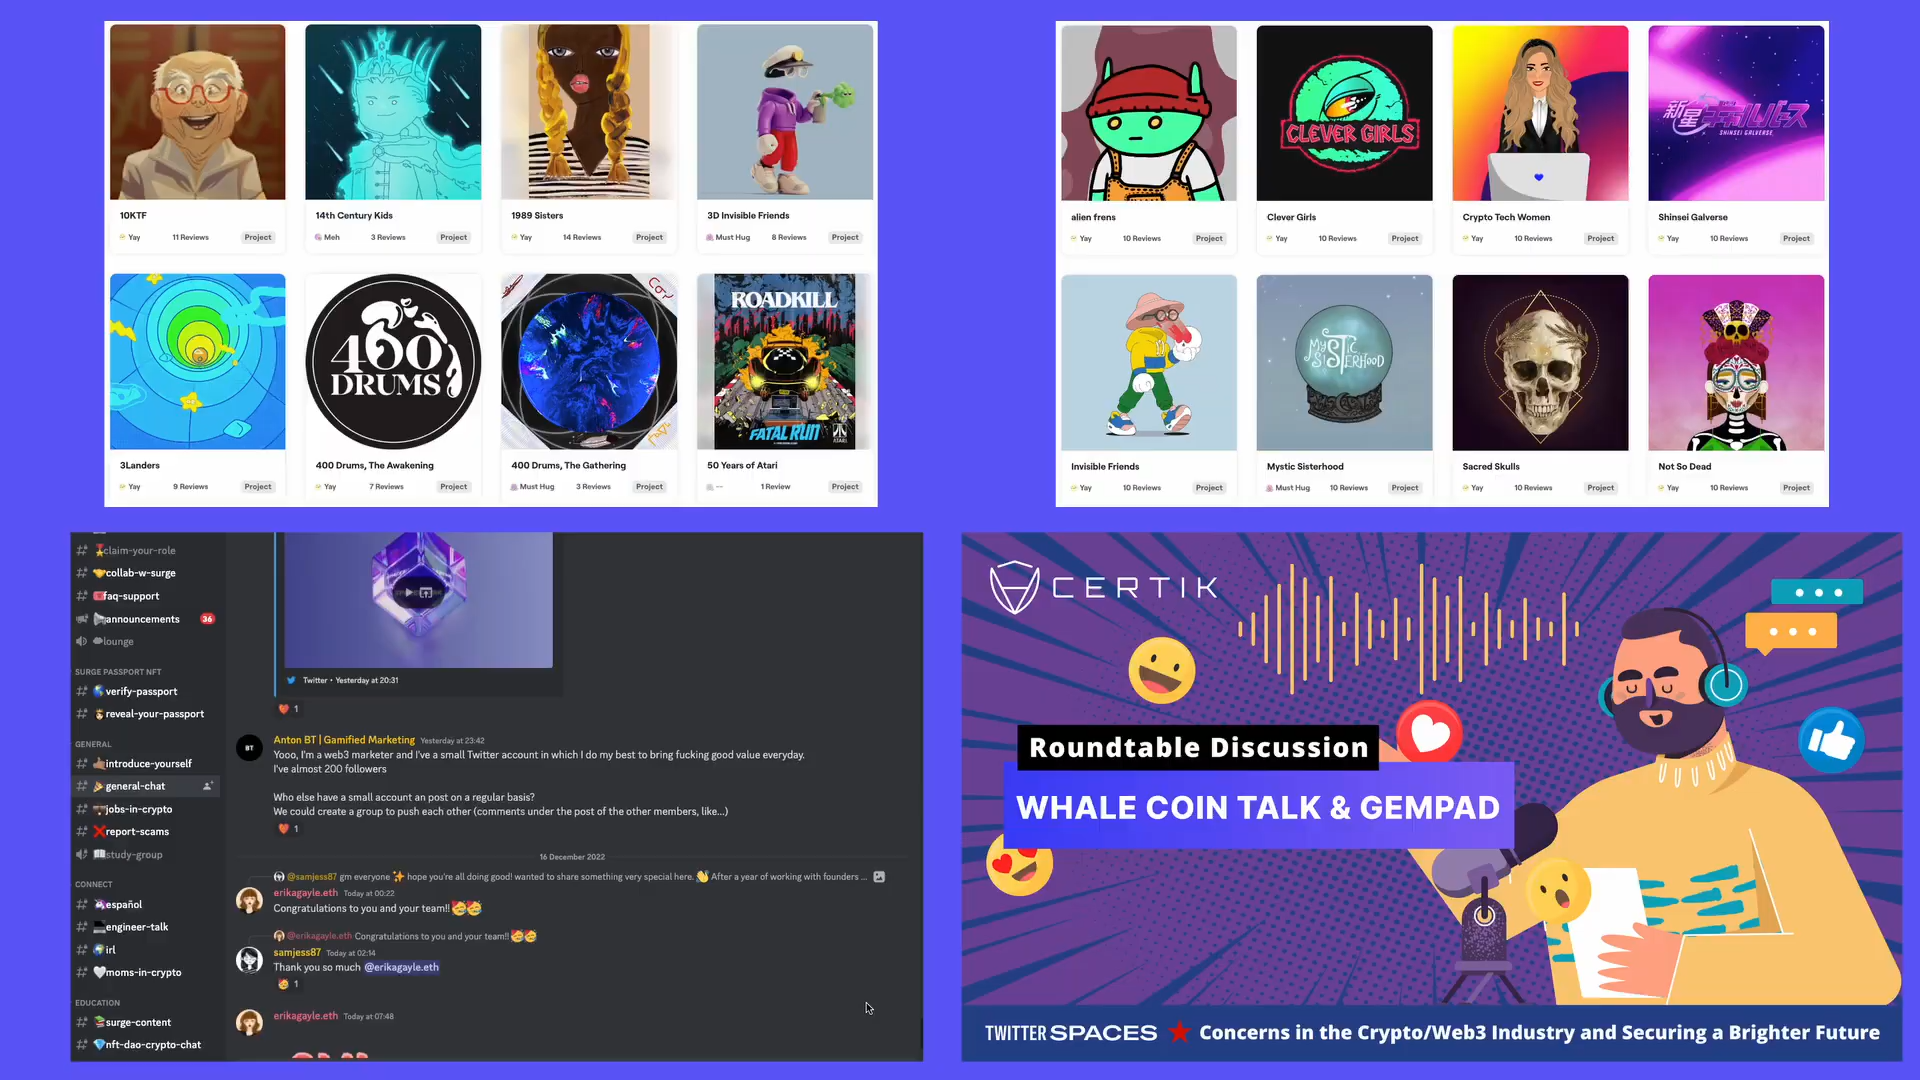 10KTF
Yay 11 Reviews Project
14th Century Kids
Meh 3 Reviews Project
1989 Sisters
Yay 14 Reviews Project
3D Invisible Friends
Must Hug 8 Reviews Project
400
DRUMS
ROADKILL
FATAL RUN
ATARI
3Landers
Yay 9 Reviews Project
400 Drums, The Awakening
Yay 7 Reviews Project
400 Drums, The Gathering
Must Hug 3 Reviews Project
50 Years of Atari
-- 1 Review Project
CLEVER GIRLS
新星ギャルバース
SHINSEI GALVERSE
alien frens
Yay 10 Reviews Project
Clever Girls
Yay 10 Reviews Project
Crypto Tech Women
Yay 10 Reviews Project
Shinsei Galverse
Yay 10 Reviews Project
MYSTIC
SISTERHOOD
Invisible Friends
Yay 10 Reviews Project
Mystic Sisterhood
Must Hug 10 Reviews Project
Sacred Skulls
Yay 10 Reviews Project
Not So Dead
Yay 10 Reviews Project
claim-your-role
collab-w-surge
faq-support
announcements 36
lounge
SURGE PASSPORT NFT
verify-passport
reveal-your-passport
GENERAL
introduce-yourself
general-chat
jobs-in-crypto
report-scams
study-group
CONNECT
español
engineer-talk
irl
moms-in-crypto
EDUCATION
surge-content
nft-dao-crypto-chat
Twitter • Yesterday at 20:31
1
BT
Anton BT | Gamified Marketing Yesterday at 23:42
Yooo, I'm a web3 marketer and I've a small Twitter account in which I do my best to bring fucking good value everyday.
I've almost 200 followers
Who else have a small account an post on a regular basis?
We could create a group to push each other (comments under the post of the other members, like...)
1
16 December 2022
@samjess87 gm everyone hope you're all doing good! wanted to share something very special here. After a year of working with founders ...
erikagayle.eth Today at 00:22
Congratulations to you and your team!!
@erikagayle.eth Congratulations to you and your team!!
samjess87 Today at 02:14
Thank you so much @erikagayle.eth
1
erikagayle.eth Today at 07:48
CERTIK
Roundtable Discussion
WHALE COIN TALK & GEMPAD
TWITTER SPACES ★ Concerns in the Crypto/Web3 Industry and Securing a Brighter Future